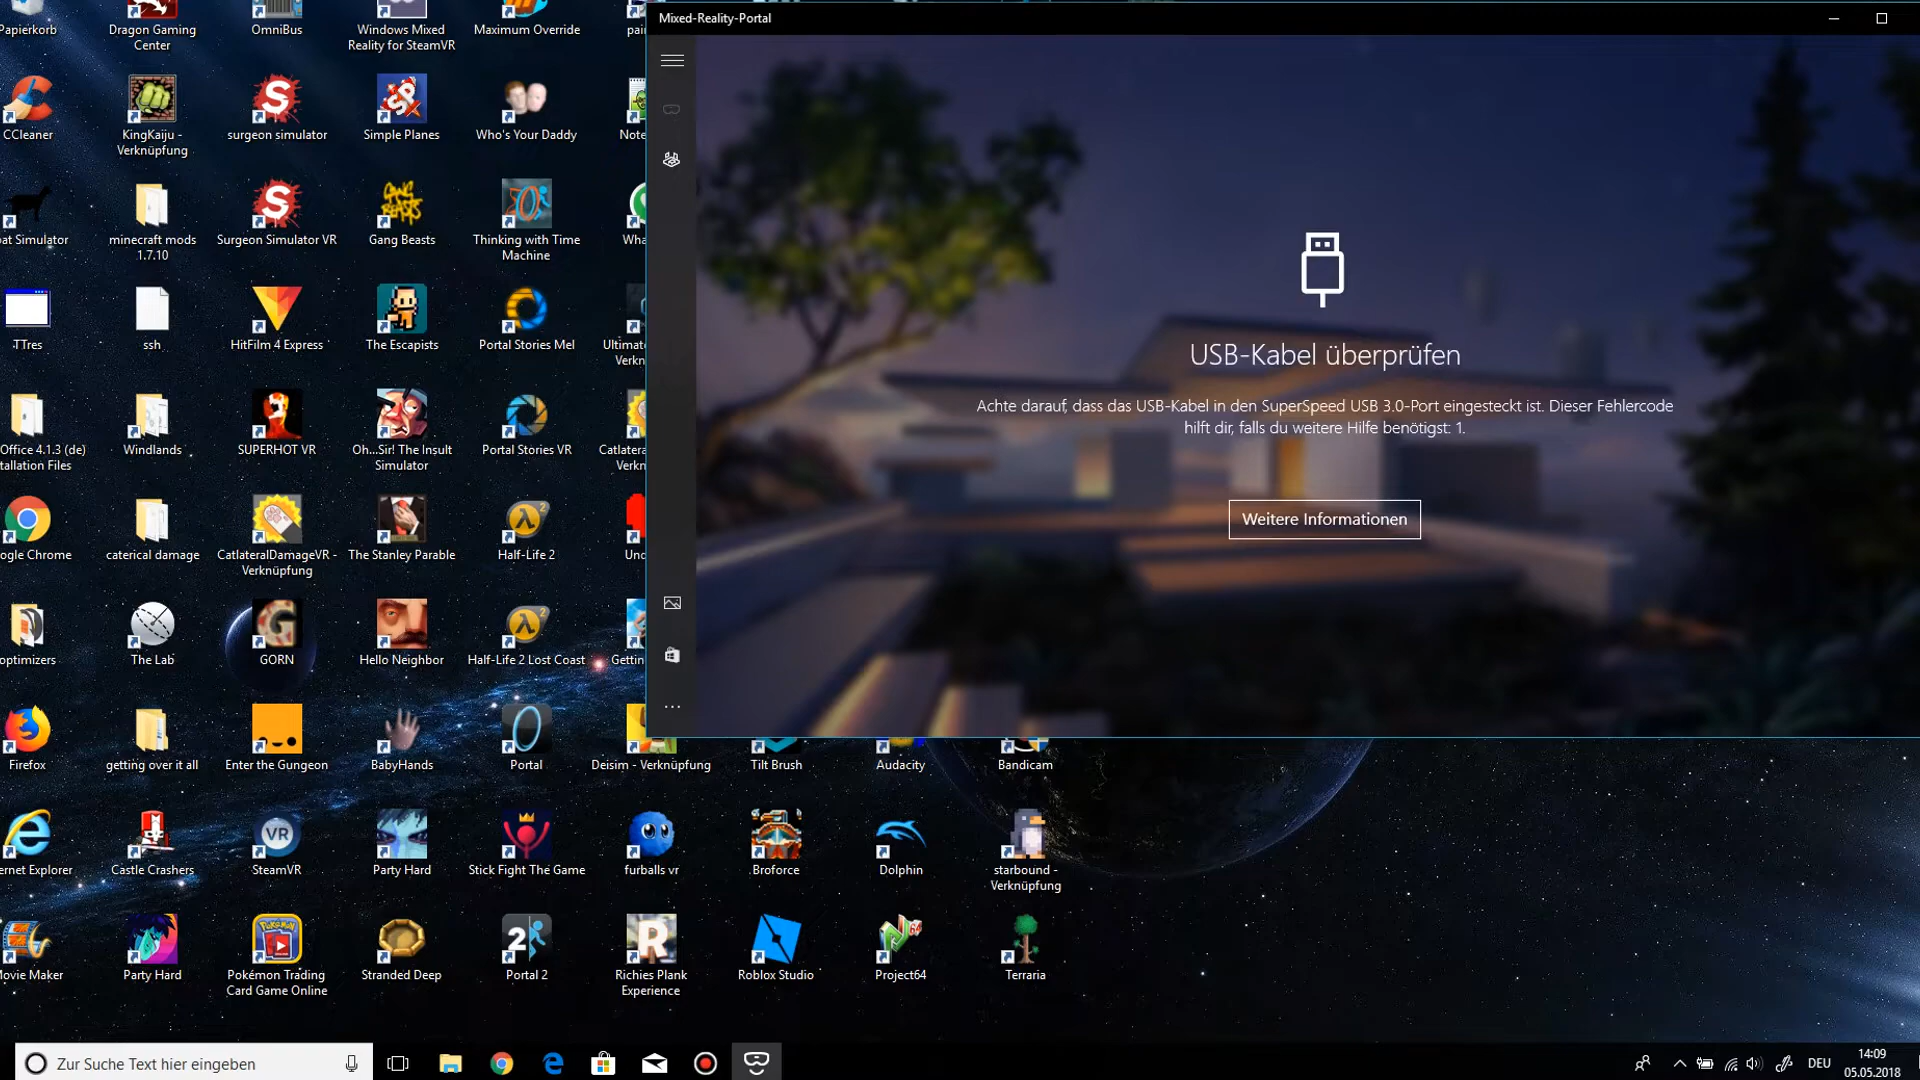 Papierkorb
Dragon Gaming
Center
OmniBus
Windows Mixed
Reality for SteamVR
Maximum Override
pai
Mixed-Reality-Portal
CCleaner
KingKaiju -
Verknüpfung
surgeon simulator
Simple Planes
Who's Your Daddy
Note
at Simulator
minecraft mods
1.7.10
Surgeon Simulator VR
Gang Beasts
Thinking with Time
Machine
Wha
TTres
ssh
HitFilm 4 Express
The Escapists
Portal Stories Mel
Ultimat
Verkn
USB-Kabel überprüfen
Achte darauf, dass das USB-Kabel in den SuperSpeed USB 3.0-Port eingesteckt ist. Dieser Fehlercode
hilft dir, falls du weitere Hilfe benötigst: 1.
Weitere Informationen
Office 4.1.3 (de)
tallation Files
Windlands
SUPERHOT VR
Oh...Sir! The Insult
Simulator
Portal Stories VR
Catlatera
Verkn
ogle Chrome
caterical damage
CatlateralDamageVR -
Verknüpfung
The Stanley Parable
Half-Life 2
Und
optimizers
The Lab
GORN
Hello Neighbor
Half-Life 2 Lost Coast
Gettin
Firefox
getting over it all
Enter the Gungeon
BabyHands
Portal
Deisim - Verknüpfung
Tilt Brush
Audacity
Bandicam
ernet Explorer
Castle Crashers
SteamVR
Party Hard
Stick Fight The Game
furballs vr
Broforce
Dolphin
starbound -
Verknüpfung
Movie Maker
Party Hard
Pokémon Trading
Card Game Online
Stranded Deep
Portal 2
Richies Plank
Experience
Roblox Studio
Project64
Terraria
Zur Suche Text hier eingeben
DEU
14:09
05.05.2018